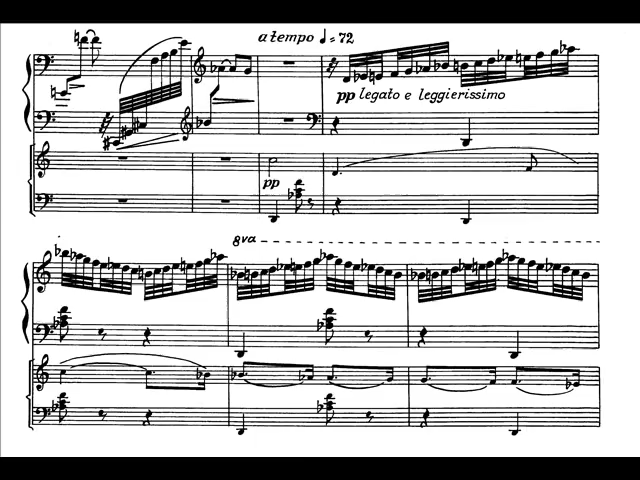 a tempo ♩=72
pp legato e leggierissimo
pp
8va